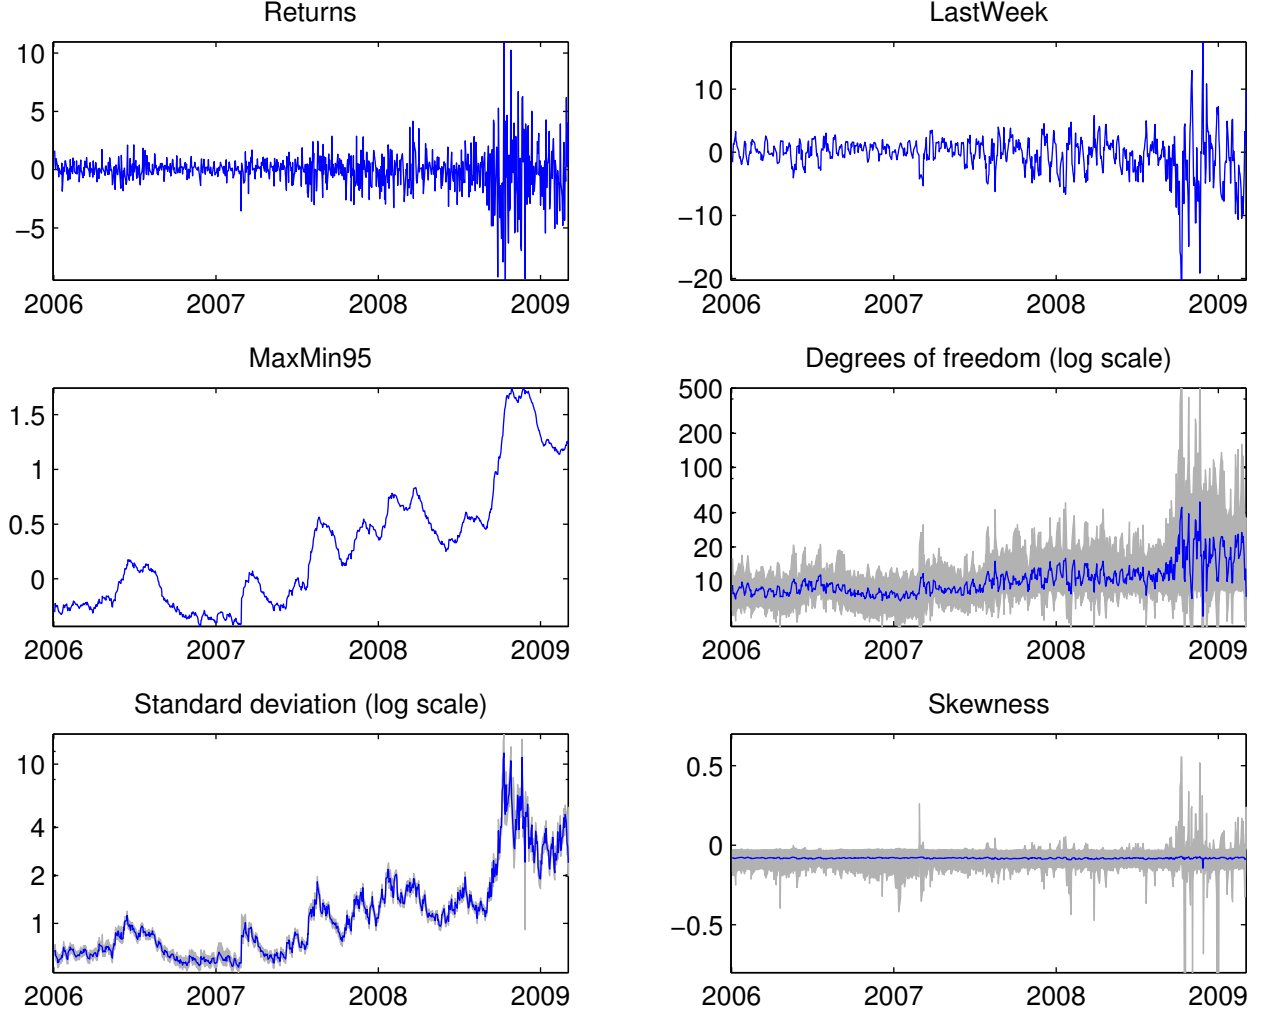 Returns
10
5
0
−5
2006 2007 2008 2009
LastWeek
10
0
−10
−20
2006 2007 2008 2009
MaxMin95
1.5
1
0.5
0
2006 2007 2008 2009
Degrees of freedom (log scale)
500
200
100
40
20
10
2006 2007 2008 2009
Standard deviation (log scale)
10
4
2
1
2006 2007 2008 2009
Skewness
0.5
0
−0.5
2006 2007 2008 2009